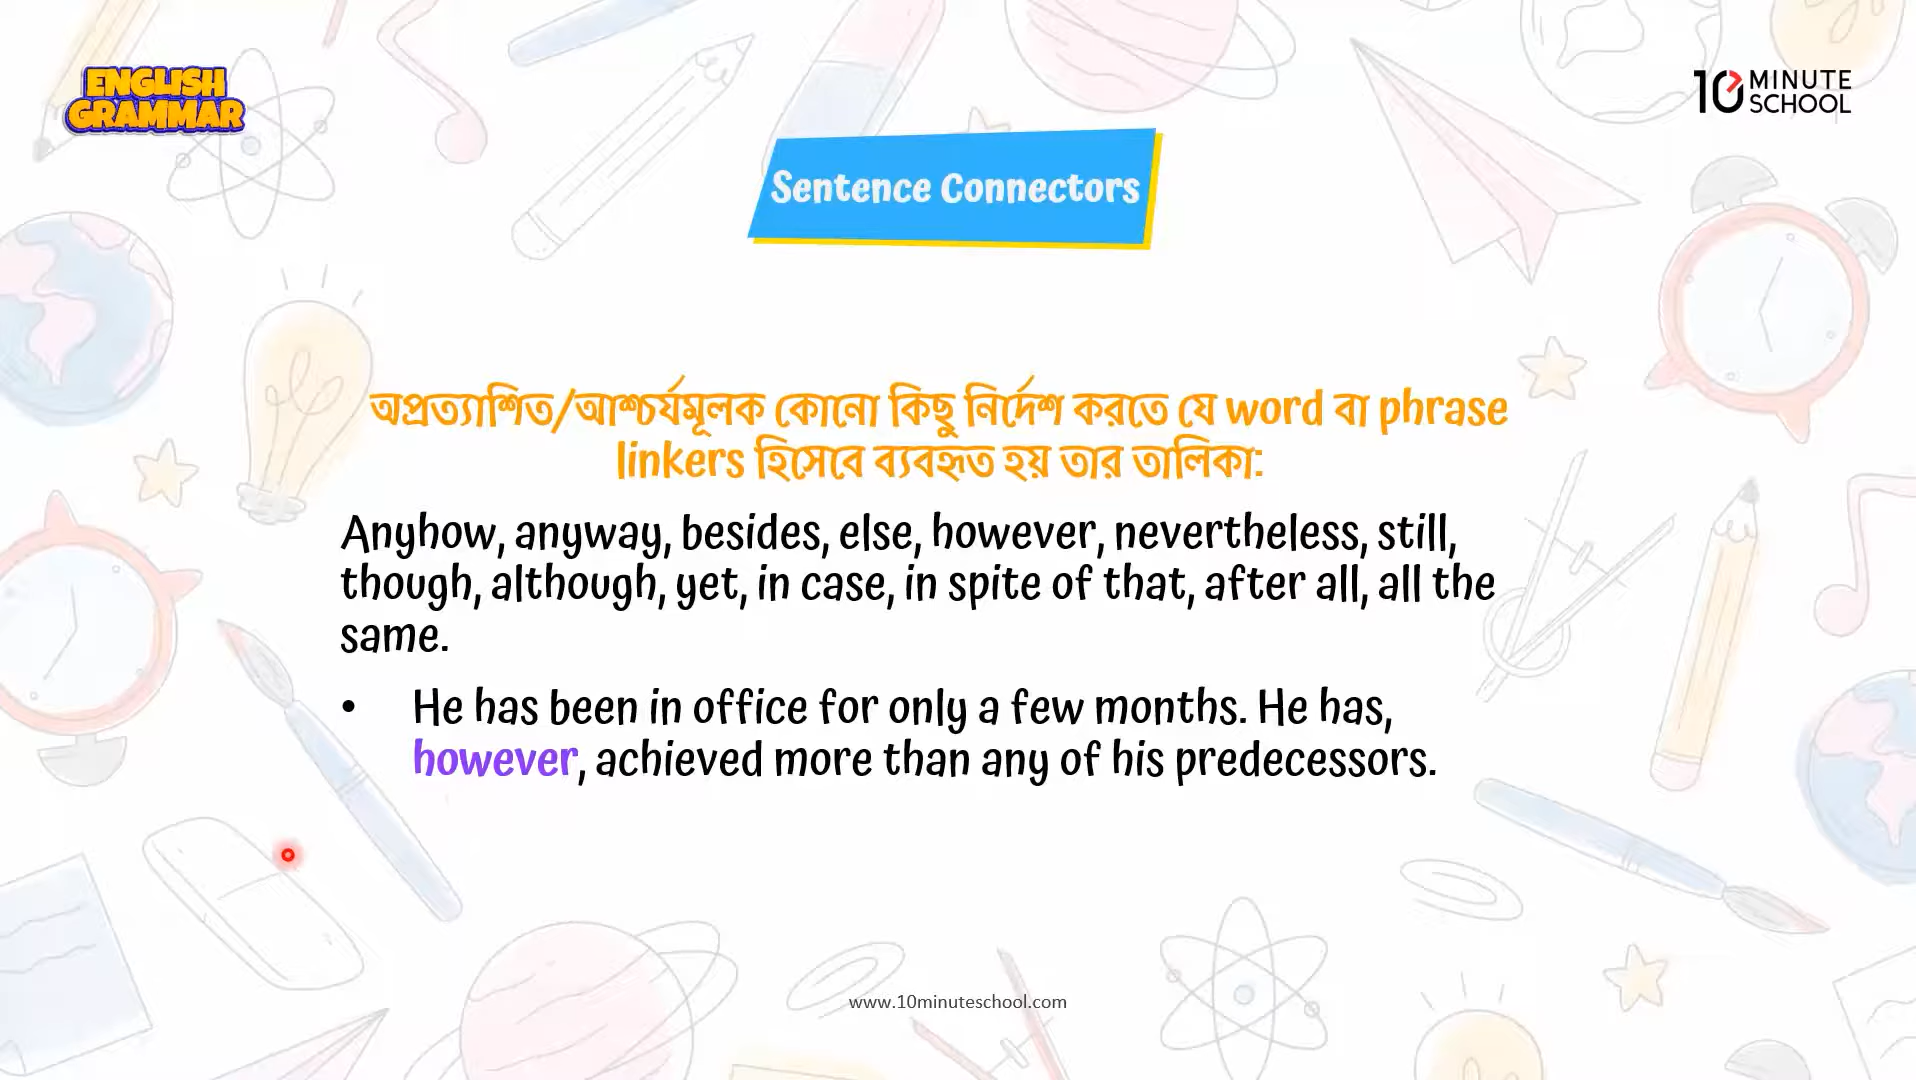 ENGLISH
GRAMMAR
10 MINUTE
SCHOOL
Sentence Connectors
অপ্রত্যাশিত/আশ্চর্যমূলক কোনো কিছু নির্দেশ করতে যে word বা phrase
linkers হিসেবে ব্যবহৃত হয় তার তালিকা:
Anyhow, anyway, besides, else, however, nevertheless, still,
though, although, yet, in case, in spite of that, after all, all the
same.
• He has been in office for only a few months. He has,
however, achieved more than any of his predecessors.
www.10minuteschool.com